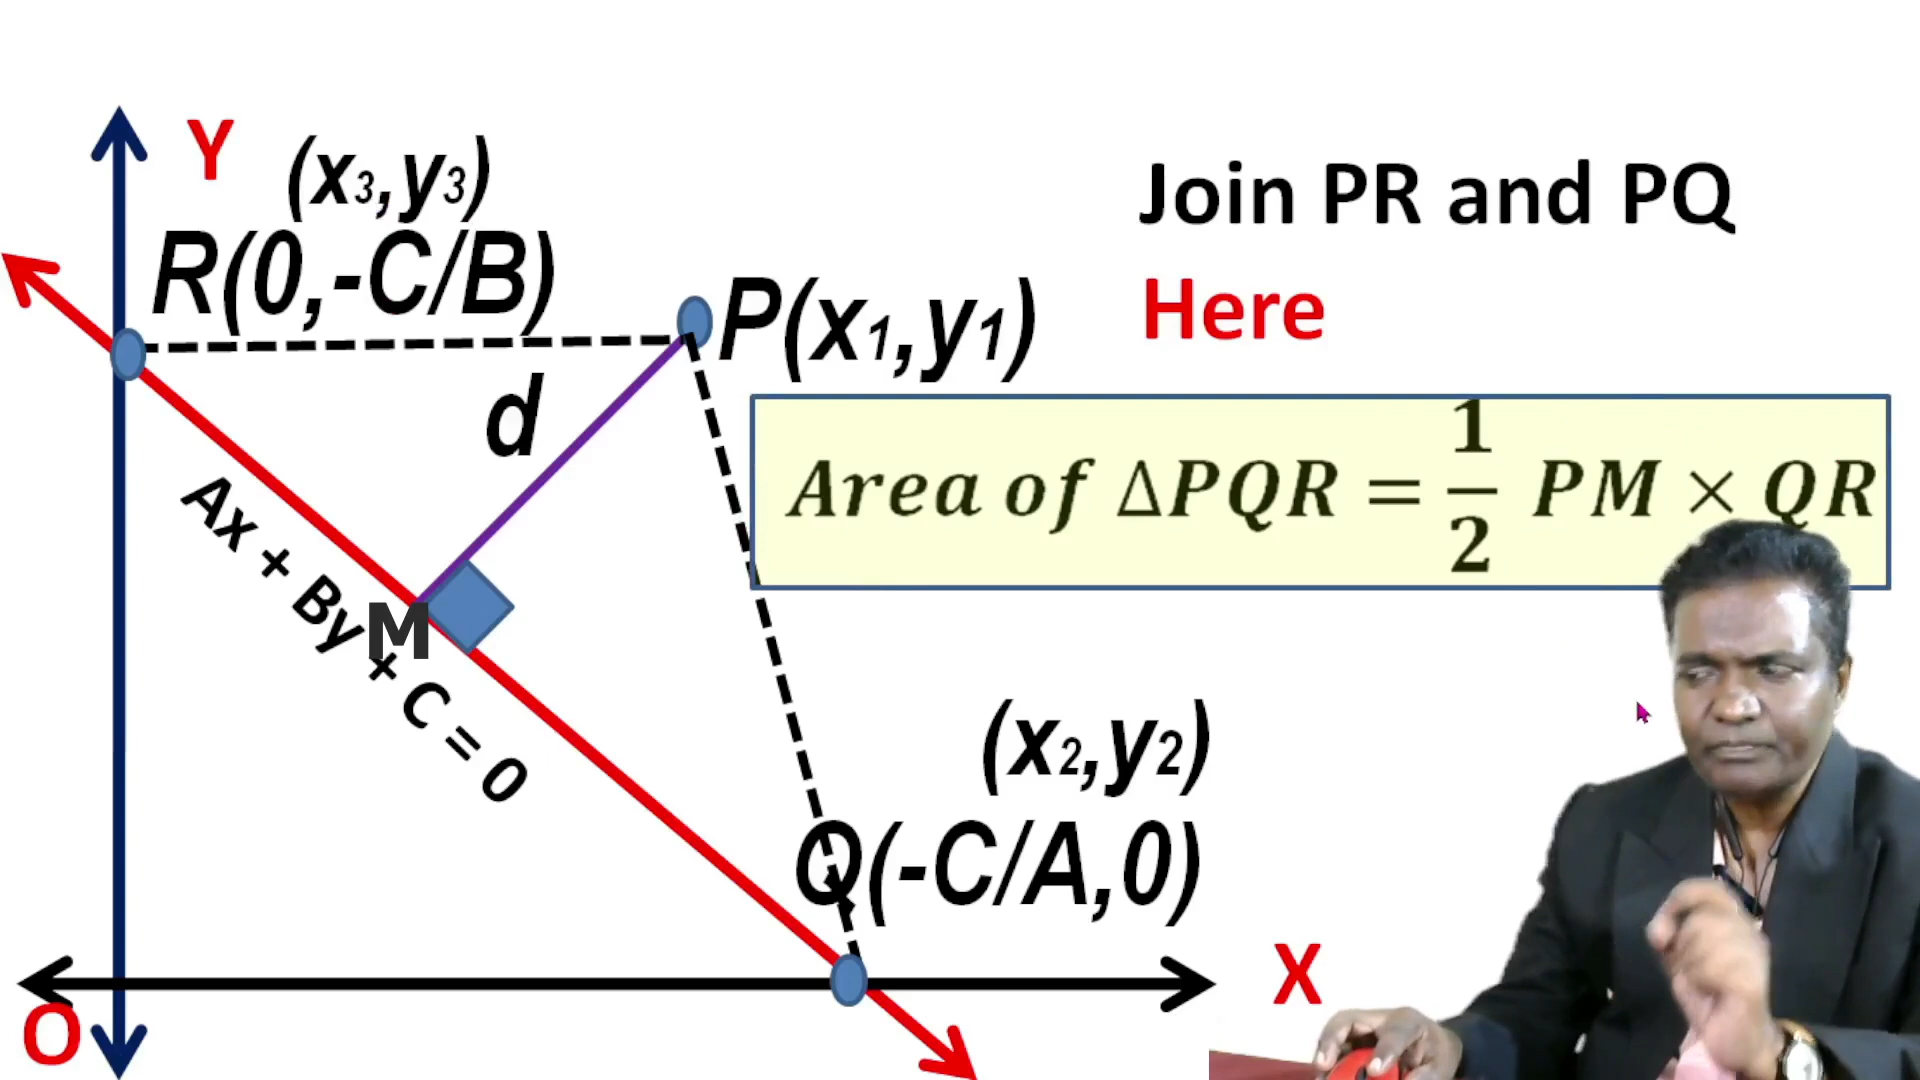 Y
(x3,y3)
R(0,-C/B)
P(x1,y1)
d
Ax + By + C = 0
M
(x2,y2)
Q(-C/A,0)
X
O
Join PR and PQ
Here
Area of ΔPQR = 1/2 PM × QR